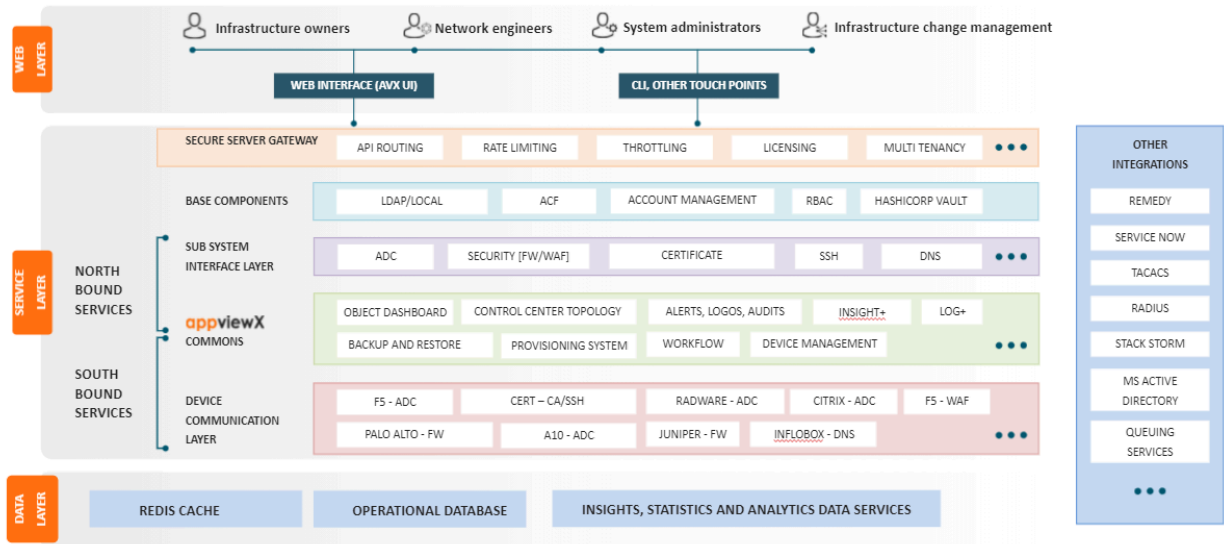 WEB
LAYER
Infrastructure owners
Network engineers
System administrators
Infrastructure change management
WEB INTERFACE (AVX UI)
CLI, OTHER TOUCH POINTS
SERVICE
LAYER
NORTH
BOUND
SERVICES
SOUTH
BOUND
SERVICES
SECURE SERVER GATEWAY
API ROUTING
RATE LIMITING
THROTTLING
LICENSING
MULTI TENANCY
BASE COMPONENTS
LDAP/LOCAL
ACF
ACCOUNT MANAGEMENT
RBAC
HASHICORP VAULT
SUB SYSTEM
INTERFACE LAYER
ADC
SECURITY [FW/WAF]
CERTIFICATE
SSH
DNS
appviewX
COMMONS
OBJECT DASHBOARD
CONTROL CENTER TOPOLOGY
ALERTS, LOGOS, AUDITS
INSIGHT+
LOG+
BACKUP AND RESTORE
PROVISIONING SYSTEM
WORKFLOW
DEVICE MANAGEMENT
DEVICE
COMMUNICATION
LAYER
F5 - ADC
CERT – CA/SSH
RADWARE - ADC
CITRIX - ADC
F5 - WAF
PALO ALTO - FW
A10 - ADC
JUNIPER - FW
INFLOBOX - DNS
OTHER
INTEGRATIONS
REMEDY
SERVICE NOW
TACACS
RADIUS
STACK STORM
MS ACTIVE
DIRECTORY
QUEUING
SERVICES
DATA
LAYER
REDIS CACHE
OPERATIONAL DATABASE
INSIGHTS, STATISTICS AND ANALYTICS DATA SERVICES